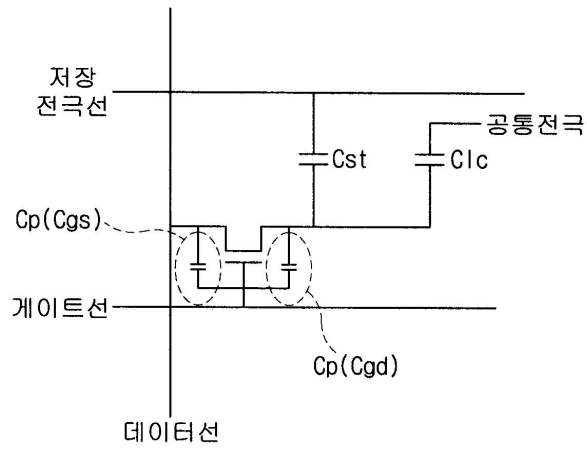 저장
전극선
공통전극
Cst
Clc
Cp(Cgs)
게이트선
Cp(Cgd)
데이터선